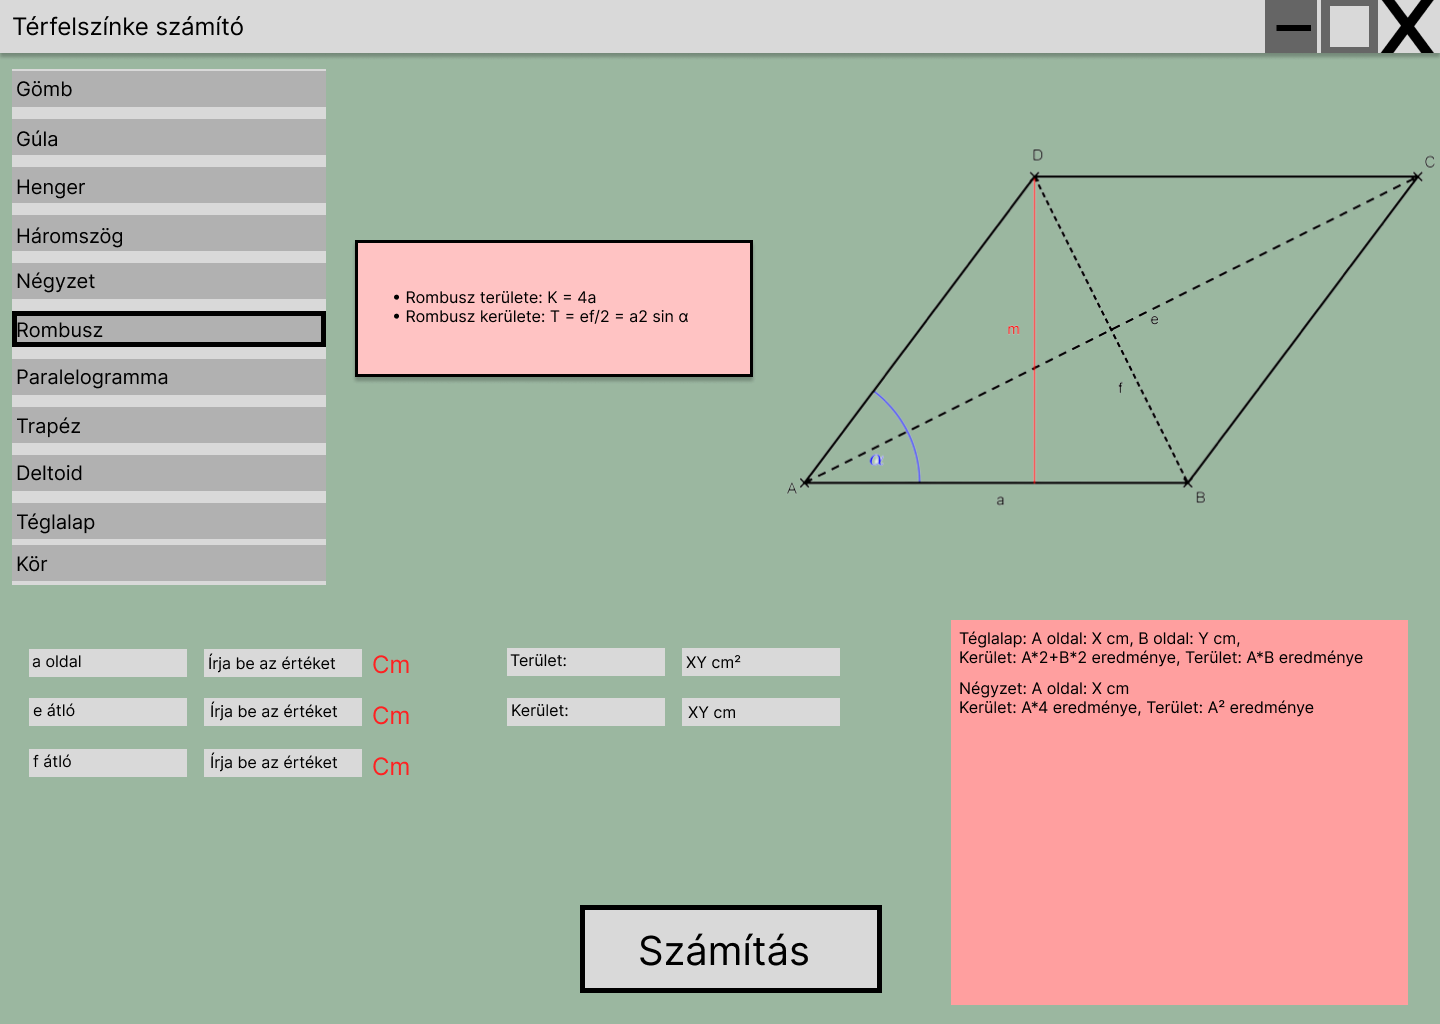 Térfelszínke számító
X
Gömb
Gúla
Henger
Háromszög
Négyzet
Rombusz
Paralelogramma
Trapéz
Deltoid
Téglalap
Kör
• Rombusz területe: K = 4a
• Rombusz kerülete: T = ef/2 = a2 sin α
D
C
m
e
f
α
A
a
B
a oldal
Írja be az értéket
Cm
e átló
Írja be az értéket
Cm
f átló
Írja be az értéket
Cm
Terület:
XY cm²
Kerület:
XY cm
Téglalap: A oldal: X cm, B oldal: Y cm,
Kerület: A*2+B*2 eredménye, Terület: A*B eredménye
Négyzet: A oldal: X cm
Kerület: A*4 eredménye, Terület: A² eredménye
Számítás